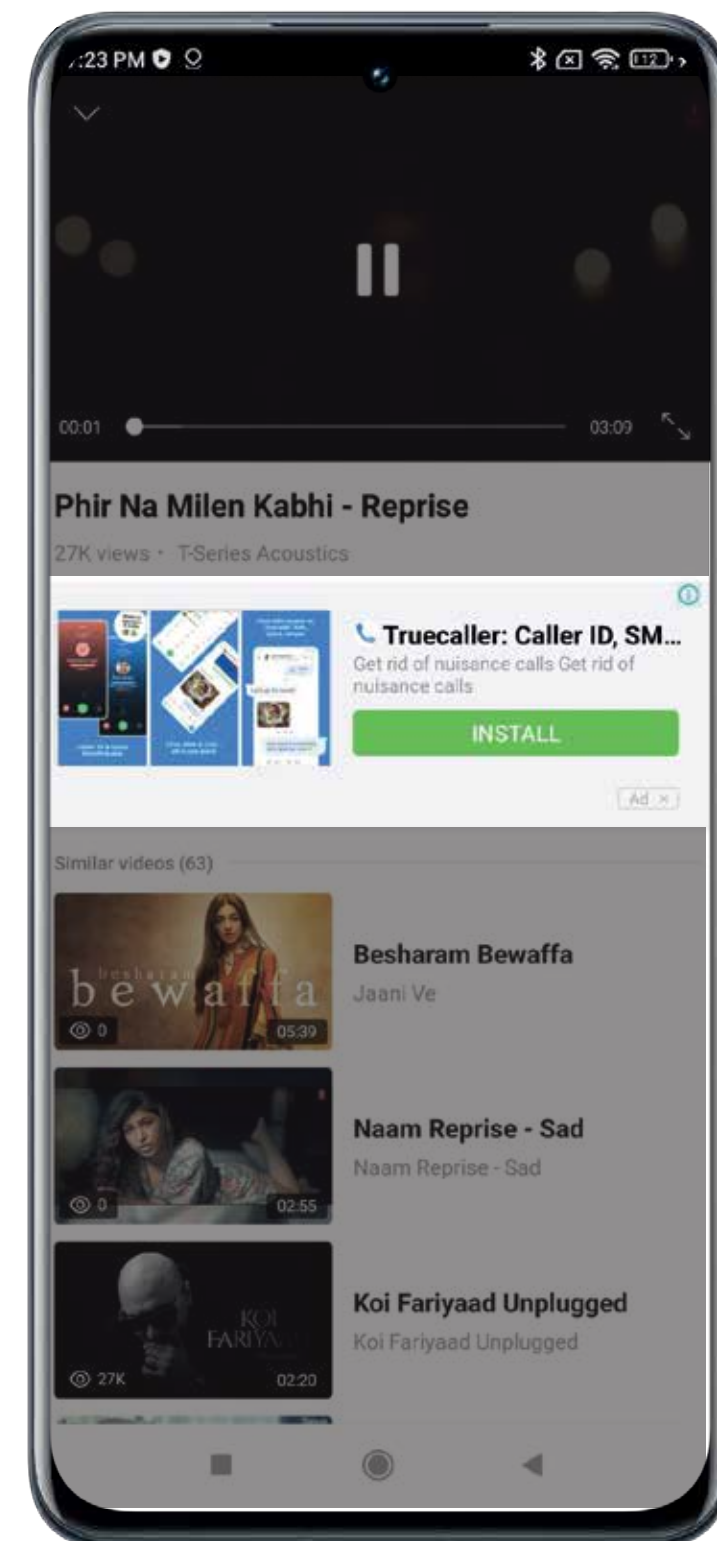 :23 PM
12
00:01
03:09
Phir Na Milen Kabhi - Reprise
27K views • T-Series Acoustics
Truecaller: Caller ID, SM...
Get rid of nuisance calls Get rid of
nuisance calls
INSTALL
Ad ×
Similar videos (63)
besharam
bewaffa
0
05:39
Besharam Bewaffa
Jaani Ve
0
02:55
Naam Reprise - Sad
Naam Reprise - Sad
KOI
FARIYA
27K
02:20
Koi Fariyaad Unplugged
Koi Fariyaad Unplugged